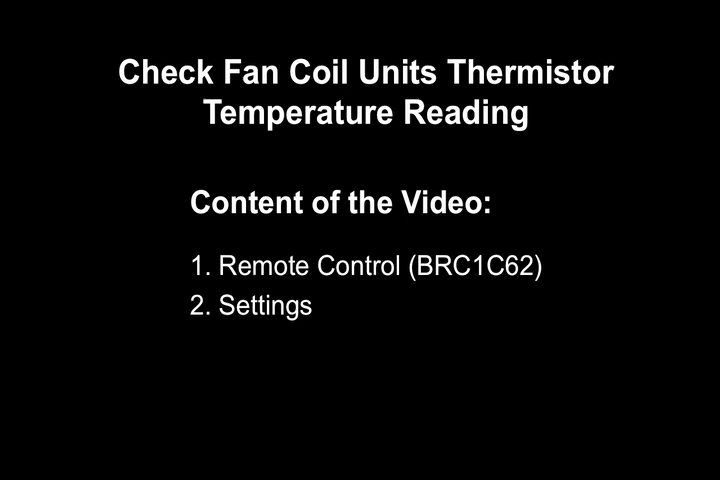 Check Fan Coil Units Thermistor
Temperature Reading
Content of the Video:
1. Remote Control (BRC1C62)
2. Settings